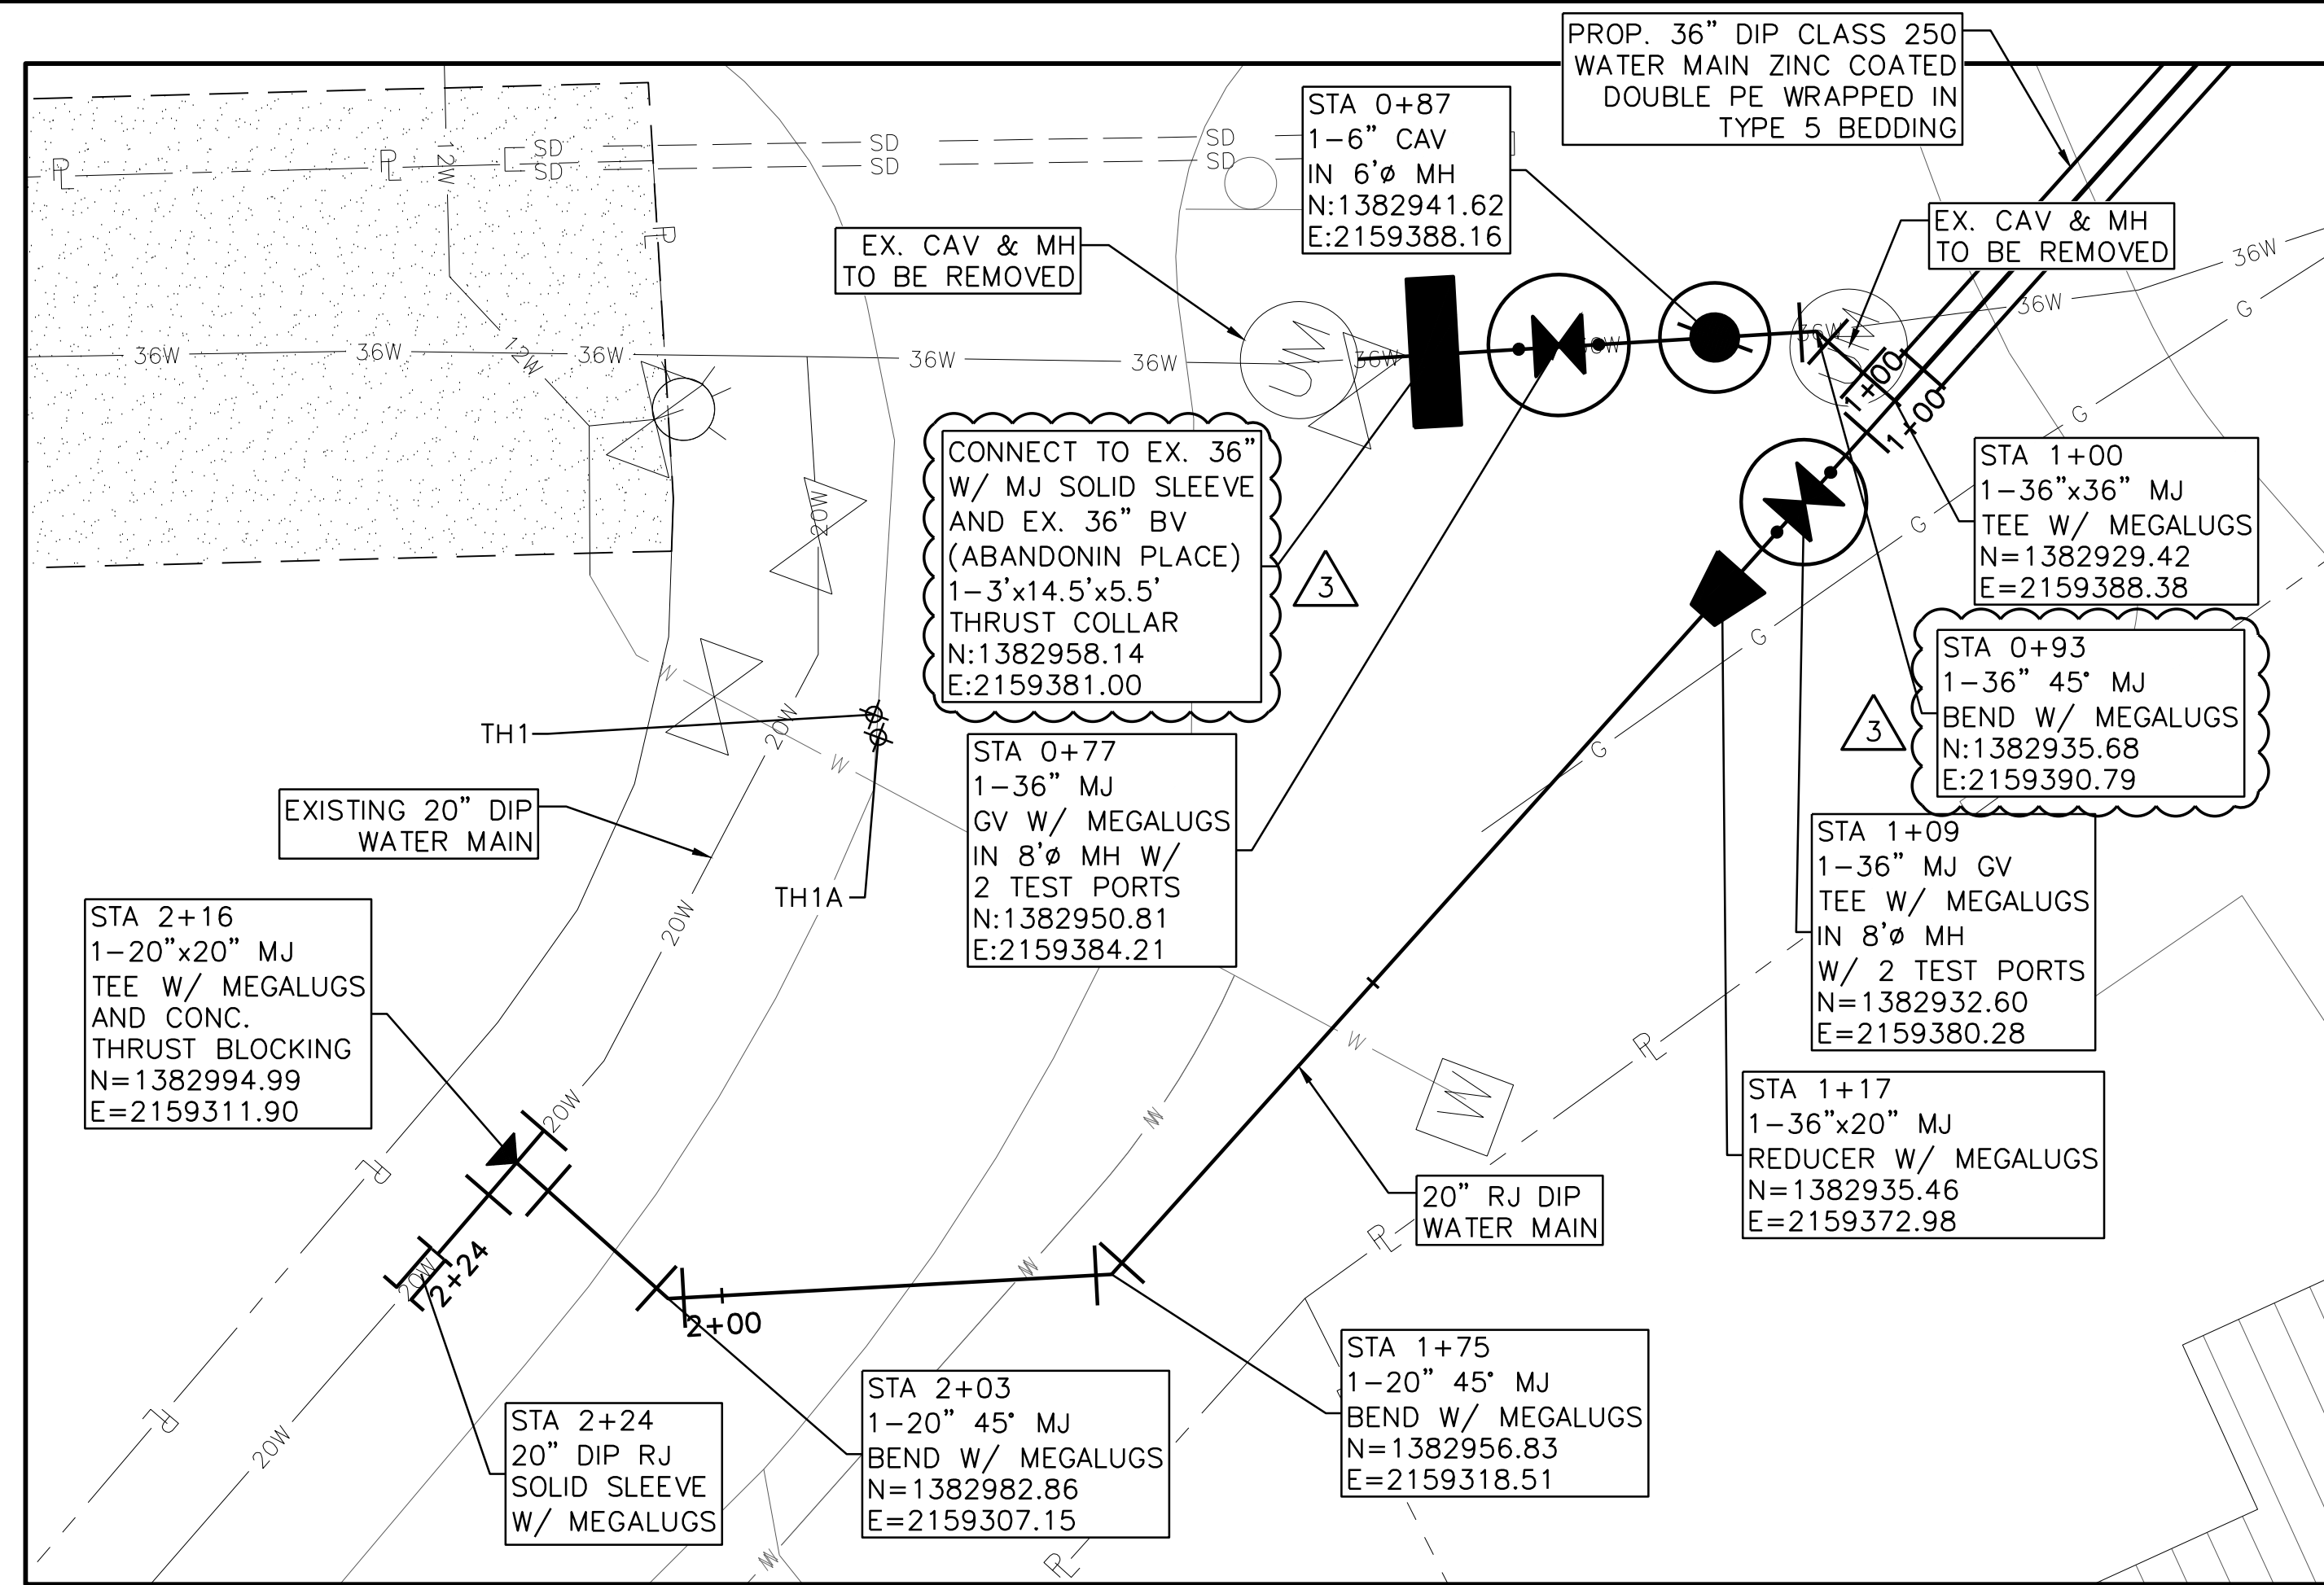 PROP. 36" DIP CLASS 250
WATER MAIN ZINC COATED
DOUBLE PE WRAPPED IN
TYPE 5 BEDDING
STA 0+87
1-6" CAV
IN 6'ø MH
N:1382941.62
E:2159388.16
EX. CAV & MH
TO BE REMOVED
EX. CAV & MH
TO BE REMOVED
SD
SD
SD
SD
SD
SD
PL
PL
PL
12W
12W
36W
36W
36W
36W
36W
36W
36W
36W
36W
36W
UW
1+00
1+00
G
G
G
G
G
CONNECT TO EX. 36"
W/ MJ SOLID SLEEVE
AND EX. 36" BV
(ABANDONIN PLACE)
1-3'x14.5'x5.5'
THRUST COLLAR
N:1382958.14
E:2159381.00
3
STA 1+00
1-36"x36" MJ
TEE W/ MEGALUGS
N=1382929.42
E=2159388.38
STA 0+93
1-36" 45° MJ
BEND W/ MEGALUGS
N:1382935.68
E:2159390.79
3
20W
W
W
20W
TH1
TH1A
STA 0+77
1-36" MJ
GV W/ MEGALUGS
IN 8'ø MH W/
2 TEST PORTS
N:1382950.81
E:2159384.21
EXISTING 20" DIP
WATER MAIN
STA 1+09
1-36" MJ GV
TEE W/ MEGALUGS
IN 8'ø MH
W/ 2 TEST PORTS
N=1382932.60
E=2159380.28
STA 2+16
1-20"x20" MJ
TEE W/ MEGALUGS
AND CONC.
THRUST BLOCKING
N=1382994.99
E=2159311.90
20W
20W
W
W
PL
PL
PL
STA 1+17
1-36"x20" MJ
REDUCER W/ MEGALUGS
N=1382935.46
E=2159372.98
20" RJ DIP
WATER MAIN
20W
2+24
2+00
STA 1+75
1-20" 45° MJ
BEND W/ MEGALUGS
N=1382956.83
E=2159318.51
STA 2+03
1-20" 45° MJ
BEND W/ MEGALUGS
N=1382982.86
E=2159307.15
STA 2+24
20" DIP RJ
SOLID SLEEVE
W/ MEGALUGS
PL
20W
PL